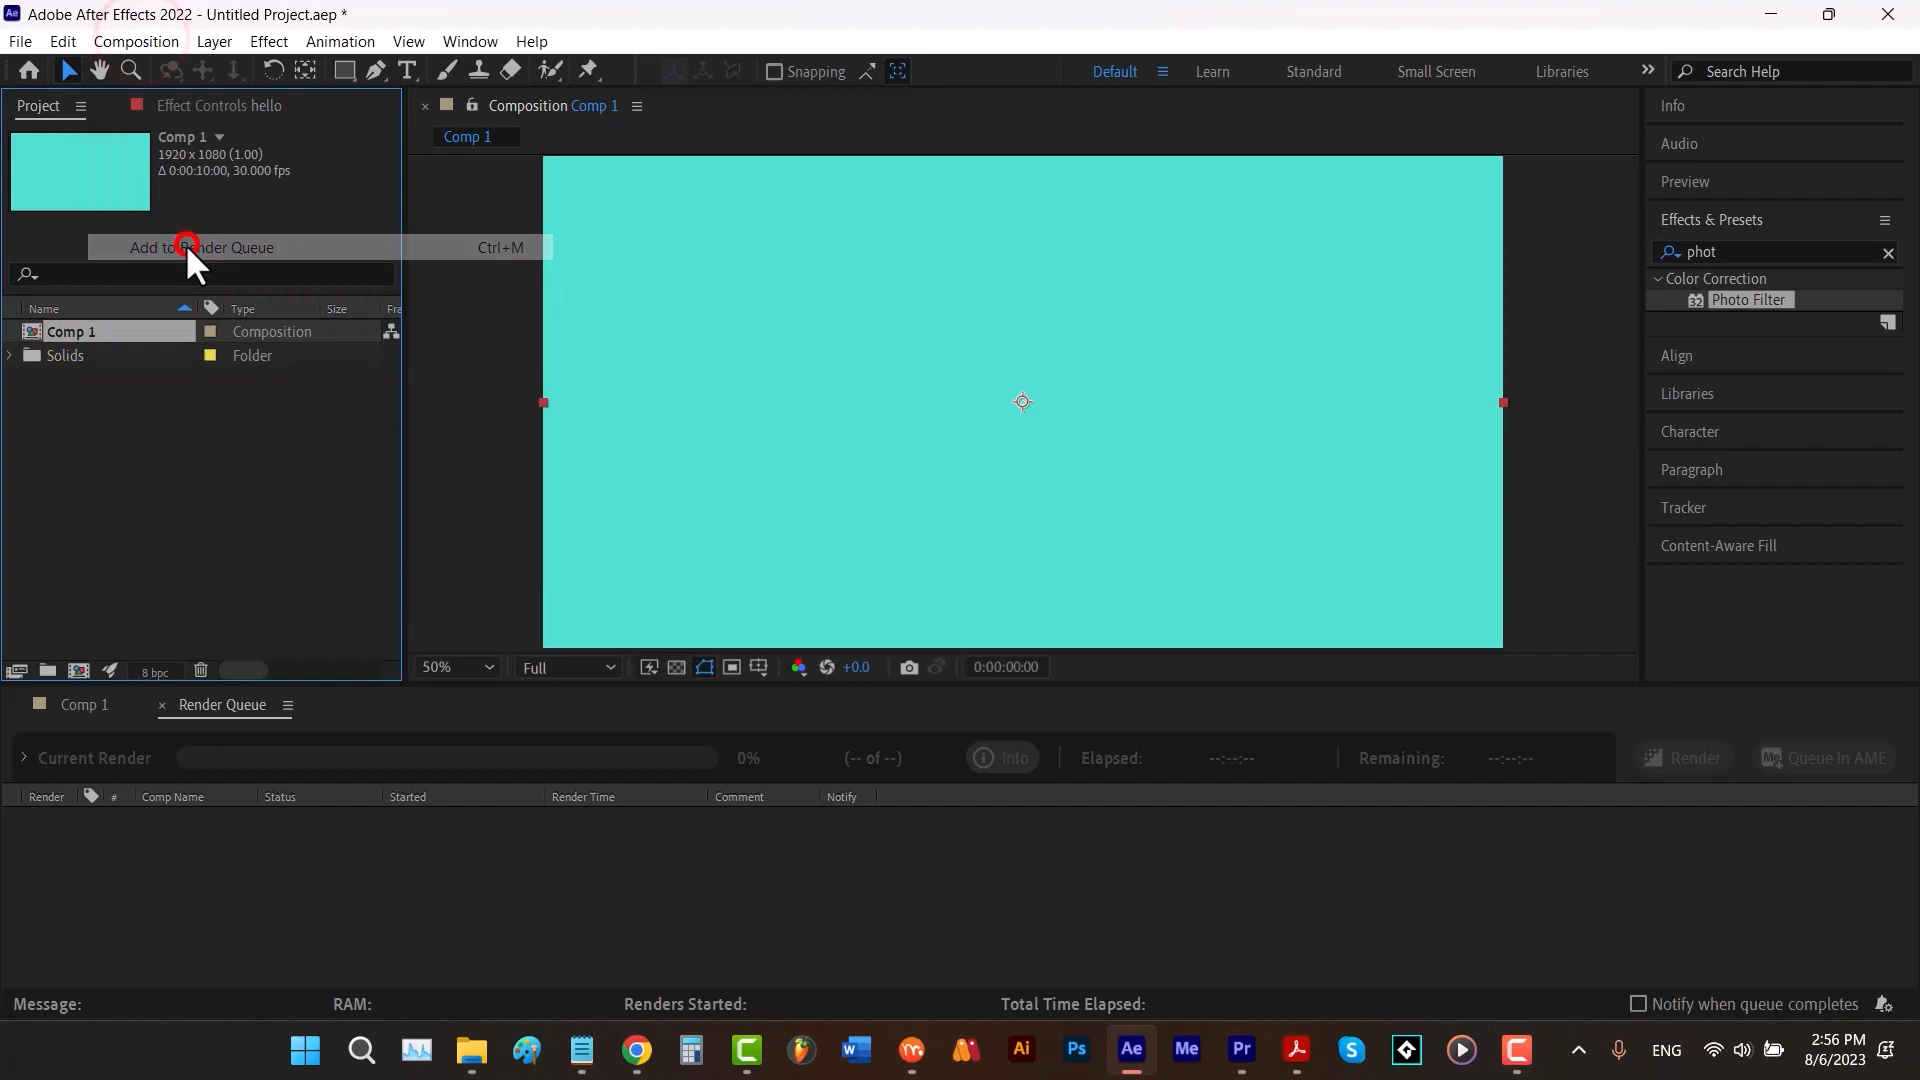 Adobe After Effects 2022 - Untitled Project.aep *
File Edit Composition Layer Effect Animation View Window Help
Snapping
Default Learn Standard Small Screen Libraries
Search Help
Project
Effect Controls hello
Comp 1
1920 x 1080 (1.00)
Δ 0:00:10:00, 30.000 fps
Add to Render Queue Ctrl+M
Name Type Size Fra
Comp 1 Composition
Solids Folder
8 bpc
Composition Comp 1
Comp 1
50% Full +0.0 0:00:00:00
Info
Audio
Preview
Effects & Presets
phot
Color Correction
32 Photo Filter
Align
Libraries
Character
Paragraph
Tracker
Content-Aware Fill
Comp 1 Render Queue
Current Render 0% (-- of --) Info Elapsed: --:--:-- Remaining: --:--:-- Render Queue in AME
Render # Comp Name Status Started Render Time Comment Notify
Message: RAM: Renders Started: Total Time Elapsed: Notify when queue completes
Ai Ps Ae Me Pr
ENG
2:56 PM
8/6/2023